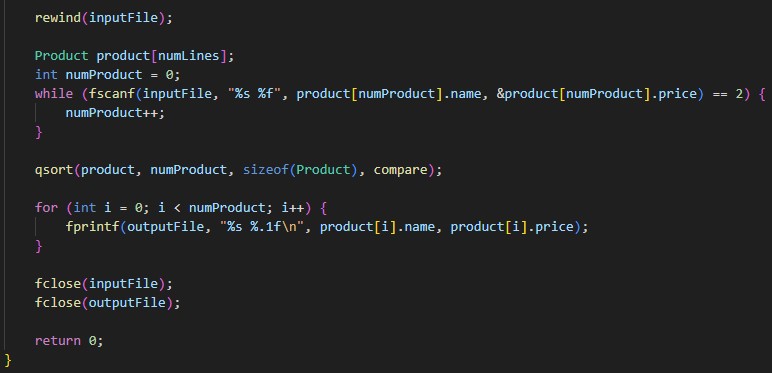 rewind(inputFile);
Product product[numLines];
int numProduct = 0;
while (fscanf(inputFile, "%s %f", product[numProduct].name, &product[numProduct].price) == 2) {
numProduct++;
}
qsort(product, numProduct, sizeof(Product), compare);
for (int i = 0; i < numProduct; i++) {
fprintf(outputFile, "%s %.1f\n", product[i].name, product[i].price);
}
fclose(inputFile);
fclose(outputFile);
return 0;
}